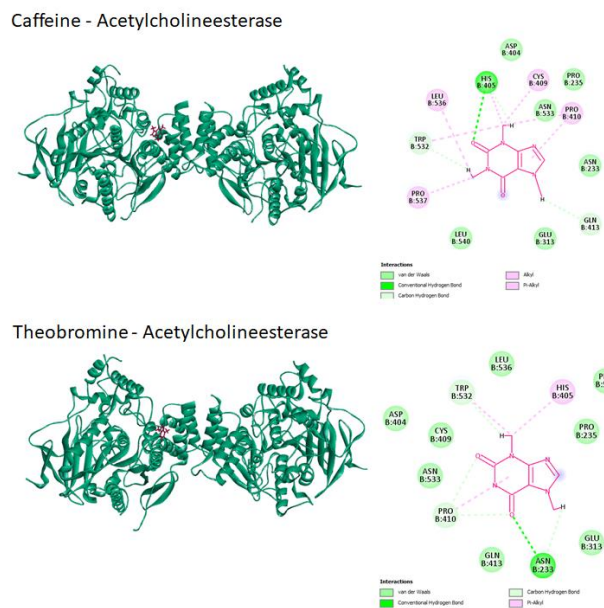 Caffeine - Acetylcholineesterase
ASP
B:404
HIS
B:405
CYS
B:409
PRO
B:235
LEU
B:536
ASN
B:533
PRO
B:410
TRP
B:532
H
O
N
N
N
N
ASN
B:233
H
O
H
PRO
B:537
GLN
B:413
LEU
B:540
GLU
B:313
Interactions
van der Waals
Conventional Hydrogen Bond
Carbon Hydrogen Bond
Alkyl
Pi-Alkyl
Theobromine - Acetylcholineesterase
LEU
B:536
TRP
B:532
HIS
B:405
ASP
B:404
CYS
B:409
PRO
B:235
H
N
O
N
N
N
ASN
B:533
PRO
B:410
O
H
GLN
B:413
ASN
B:233
GLU
B:313
Interactions
van der Waals
Conventional Hydrogen Bond
Carbon Hydrogen Bond
Pi-Alkyl